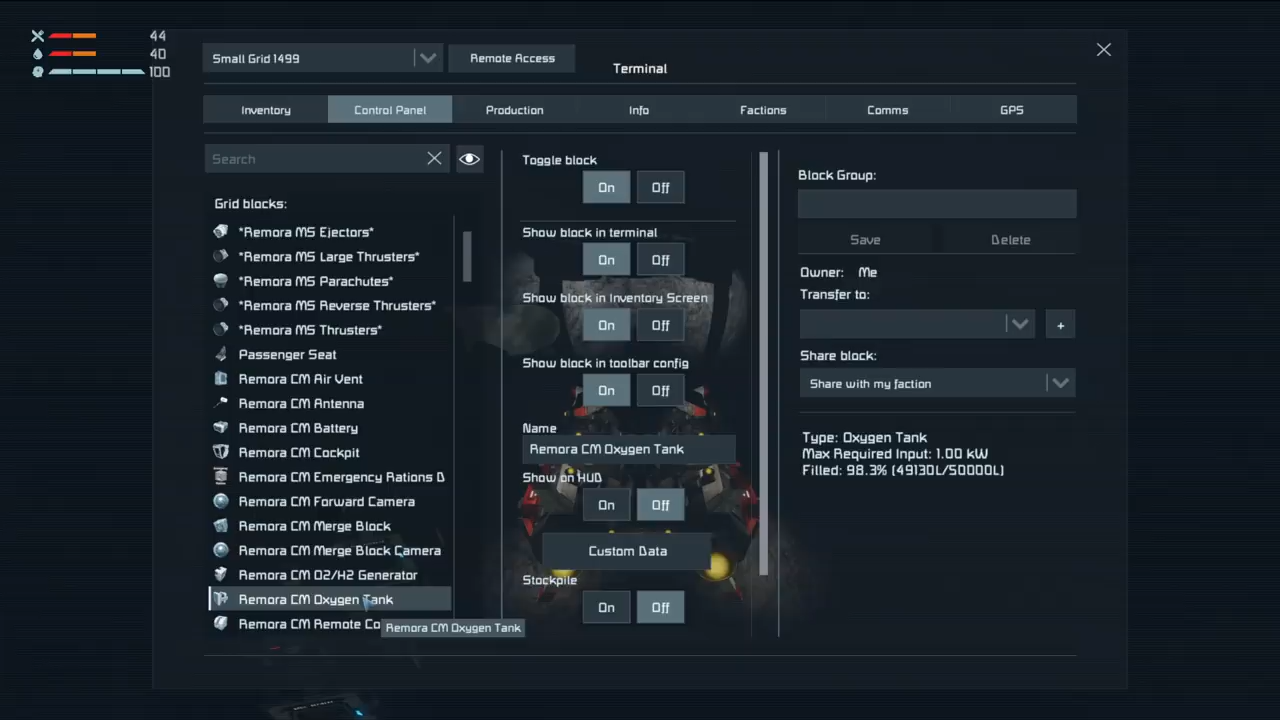 44
40
100
Small Grid 1499
Remote Access
Terminal
Inventory
Control Panel
Production
Info
Factions
Comms
GPS
Search
Grid blocks:
*Remora MS Ejectors*
*Remora MS Large Thrusters*
*Remora MS Parachutes*
*Remora MS Reverse Thrusters*
*Remora MS Thrusters*
Passenger Seat
Remora CM Air Vent
Remora CM Antenna
Remora CM Battery
Remora CM Cockpit
Remora CM Emergency Rations D
Remora CM Forward Camera
Remora CM Merge Block
Remora CM Merge Block Camera
Remora CM O2/H2 Generator
Remora CM Oxygen Tank
Remora CM Remote Co
Remora CM Oxygen Tank
Toggle block
On Off
Show block in terminal
On Off
Show block in Inventory Screen
On Off
Show block in toolbar config
On Off
Name
Remora CM Oxygen Tank
Show on HUD
On Off
Custom Data
Stockpile
On Off
Block Group:
Save Delete
Owner: Me
Transfer to:
+
Share block:
Share with my faction
Type: Oxygen Tank
Max Required Input: 1.00 kW
Filled: 98.3% (49130L/50000L)